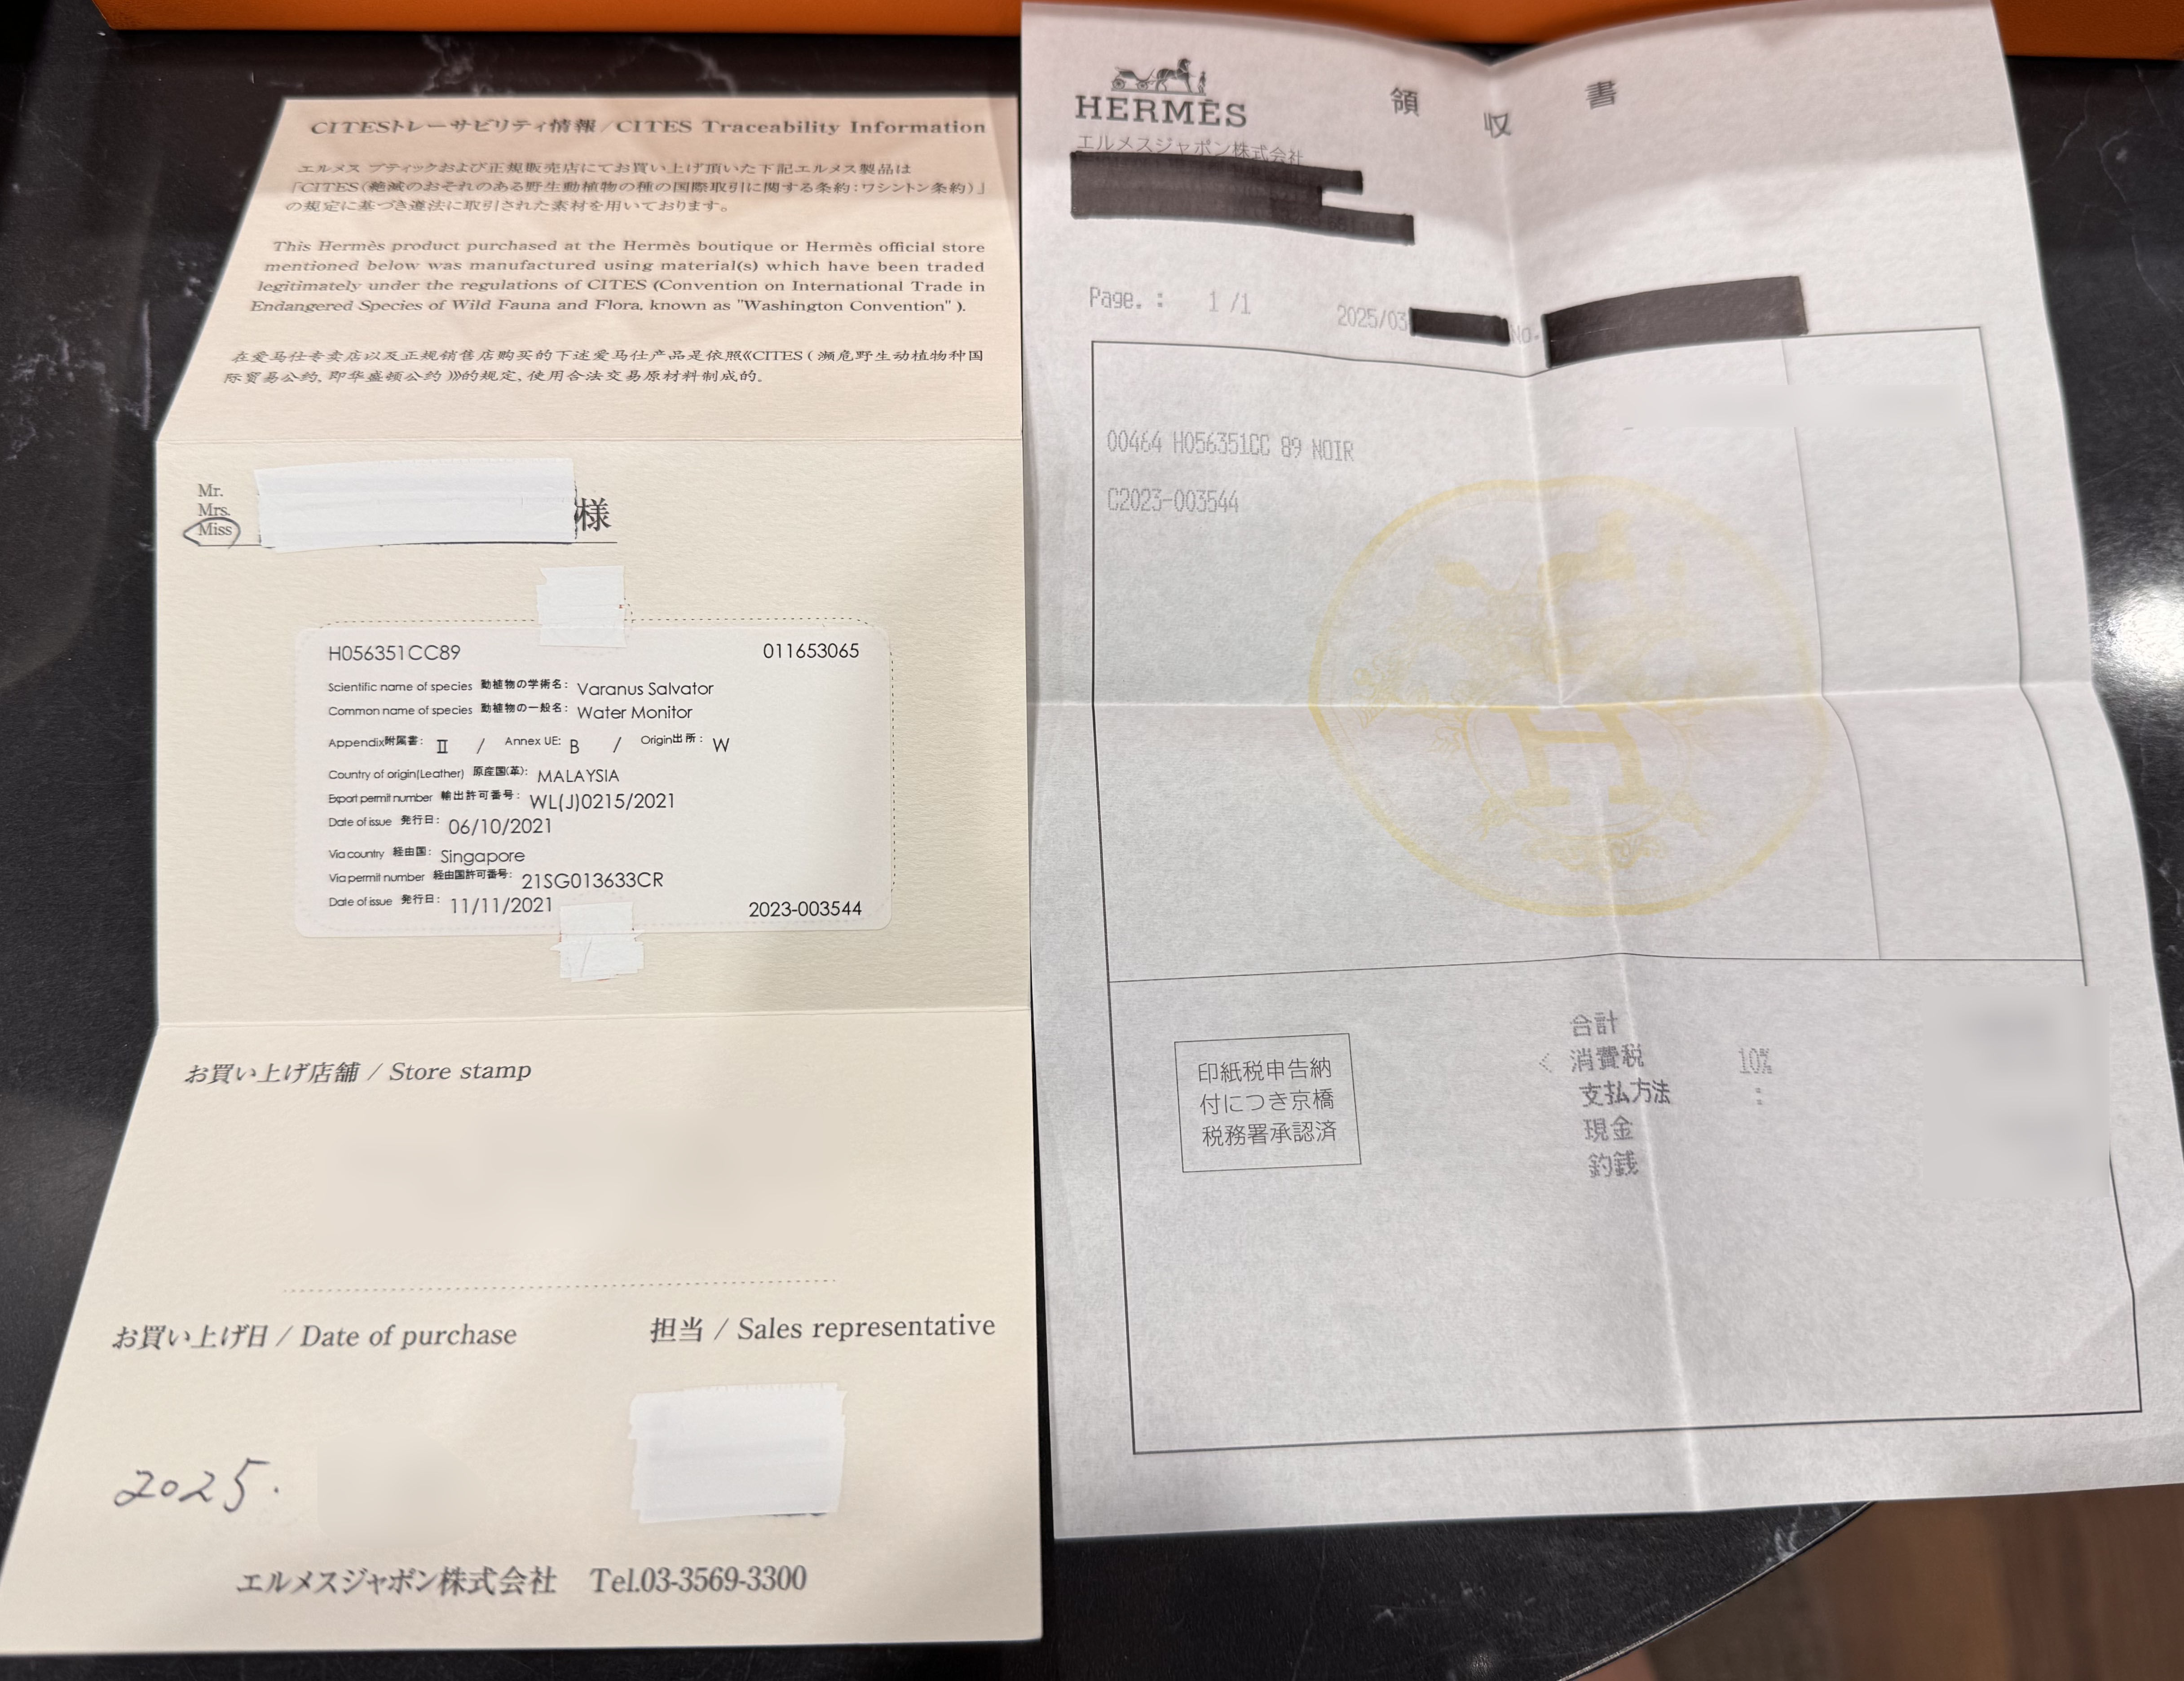 CITESトレーサビリティ情報/CITES Traceability Information
エルメス ブティックおよび正規販売店にてお買い上げ頂いた下記エルメス製品は
「CITES(絶滅のおそれのある野生動植物の種の国際取引に関する条約:ワシントン条約)」
の規定に基づき遵法に取引された素材を用いております。
This Hermès product purchased at the Hermès boutique or Hermès official store
mentioned below was manufactured using material(s) which have been traded
legitimately under the regulations of CITES (Convention on International Trade in
Endangered Species of Wild Fauna and Flora, known as "Washington Convention" ).
在爱马仕专卖店以及正规销售店购买的下述爱马仕产品是依照《CITES ( 濒危野生动植物种国
际贸易公约, 即华盛顿公约 )》的规定, 使用合法交易原材料制成的。
Mr.
Mrs.
Miss
様
H056351CC89 011653065
Scientific name of species 動植物の学術名: Varanus Salvator
Common name of species 動植物の一般名: Water Monitor
Appendix附属書: II / Annex UE: B / Origin出所: W
Country of origin(Leather) 原産国(革): MALAYSIA
Export permit number 輸出許可番号: WL(J)0215/2021
Date of issue 発行日: 06/10/2021
Via country 経由国: Singapore
Via permit number 経由国許可番号: 21SG013633CR
Date of issue 発行日: 11/11/2021
2023-003544
お買い上げ店舗 / Store stamp
お買い上げ日 / Date of purchase
担当 / Sales representative
2025.
エルメスジャポン株式会社 Tel.03-3569-3300
HERMÈS
領収書
エルメスジャポン株式会社
Page. : 1 /1 2025/03 No.
00464 H056351CC 89 NOIR
C2023-003544
H
印紙税申告納
付につき京橋
税務署承認済
合計
< 消費税 10%
支払方法 :
現金
釣銭